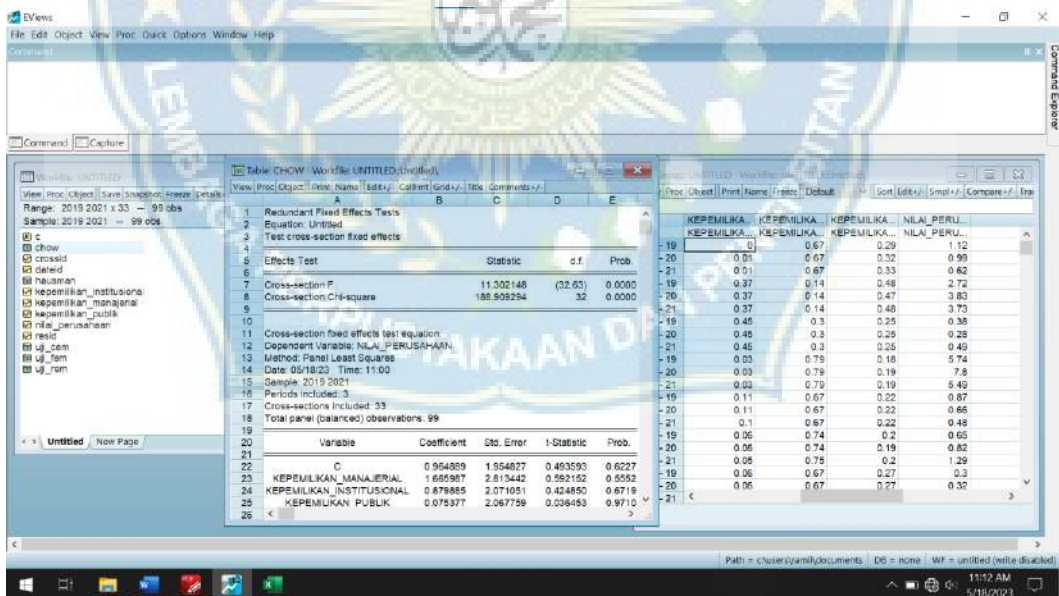 EViews
File Edit Object View Proc Quick Options Window Help
Command
Command Explorer
Command Capture
LEMBA
PERPUSTAKAAN DAN P
View Proc Object Save Snapshot Freeze Details
Range: 2019 2021 x 33 -- 99 obs
Sample: 2019 2021 -- 99 obs
c
chow
crossid
dateid
hausman
kepemilikan_institusional
kepemilikan_manajerial
kepemilikan_publik
nilai_perusahaan
resid
uji_cem
uji_fem
uji_rem
Untitled New Page
Table: CHOW Workfile: UNTITLED::Untitled\
View Proc Object Print Name Edit+/- CellFmt Grid+/- Title Comments+/-
A B C D E
1 Redundant Fixed Effects Tests
2 Equation: Untitled
3 Test cross-section fixed effects
4
5 Effects Test Statistic d.f. Prob.
6
7 Cross-section F 11.302148 (32,63) 0.0000
8 Cross-section Chi-square 188.909294 32 0.0000
9
10
11 Cross-section fixed effects test equation:
12 Dependent Variable: NILAI_PERUSAHAAN
13 Method: Panel Least Squares
14 Date: 05/18/23 Time: 11:00
15 Sample: 2019 2021
16 Periods included: 3
17 Cross-sections included: 33
18 Total panel (balanced) observations: 99
19
20 Variable Coefficient Std. Error t-Statistic Prob.
21
22 C 0.964889 1.954827 0.493593 0.6227
23 KEPEMILIKAN_MANAJERIAL 1.665987 2.813442 0.592152 0.5552
24 KEPEMILIKAN_INSTITUSIONAL 0.879885 2.071051 0.424850 0.6719
25 KEPEMILIKAN_PUBLIK 0.075377 2.067759 0.036453 0.9710
26
Proc Object Print Name Freeze Default Sort Edit+/- Smpl+/- Compare+/-
KEPEMILIKA... KEPEMILIKA... KEPEMILIKA... NILAI_PERU...
KEPEMILIKA... KEPEMILIKA... KEPEMILIKA... NILAI_PERU...
- 19 0 0.67 0.29 1.12
- 20 0.01 0.67 0.32 0.99
- 21 0.01 0.67 0.33 0.62
- 19 0.37 0.14 0.48 2.72
- 20 0.37 0.14 0.47 3.83
- 21 0.37 0.14 0.48 3.73
- 19 0.45 0.3 0.25 0.38
- 20 0.45 0.3 0.25 0.28
- 21 0.45 0.3 0.25 0.49
- 19 0.03 0.79 0.18 5.74
- 20 0.03 0.79 0.19 7.8
- 21 0.03 0.79 0.19 5.49
- 19 0.11 0.67 0.22 0.87
- 20 0.11 0.67 0.22 0.66
- 21 0.1 0.67 0.22 0.48
- 19 0.06 0.74 0.2 0.65
- 20 0.06 0.74 0.19 0.82
- 21 0.05 0.75 0.2 1.29
- 19 0.06 0.67 0.27 0.3
- 20 0.06 0.67 0.27 0.32
- 21
Path = c:\users\ramli\documents DB = none WF = untitled (write disabled)
11:12 AM
5/18/2023